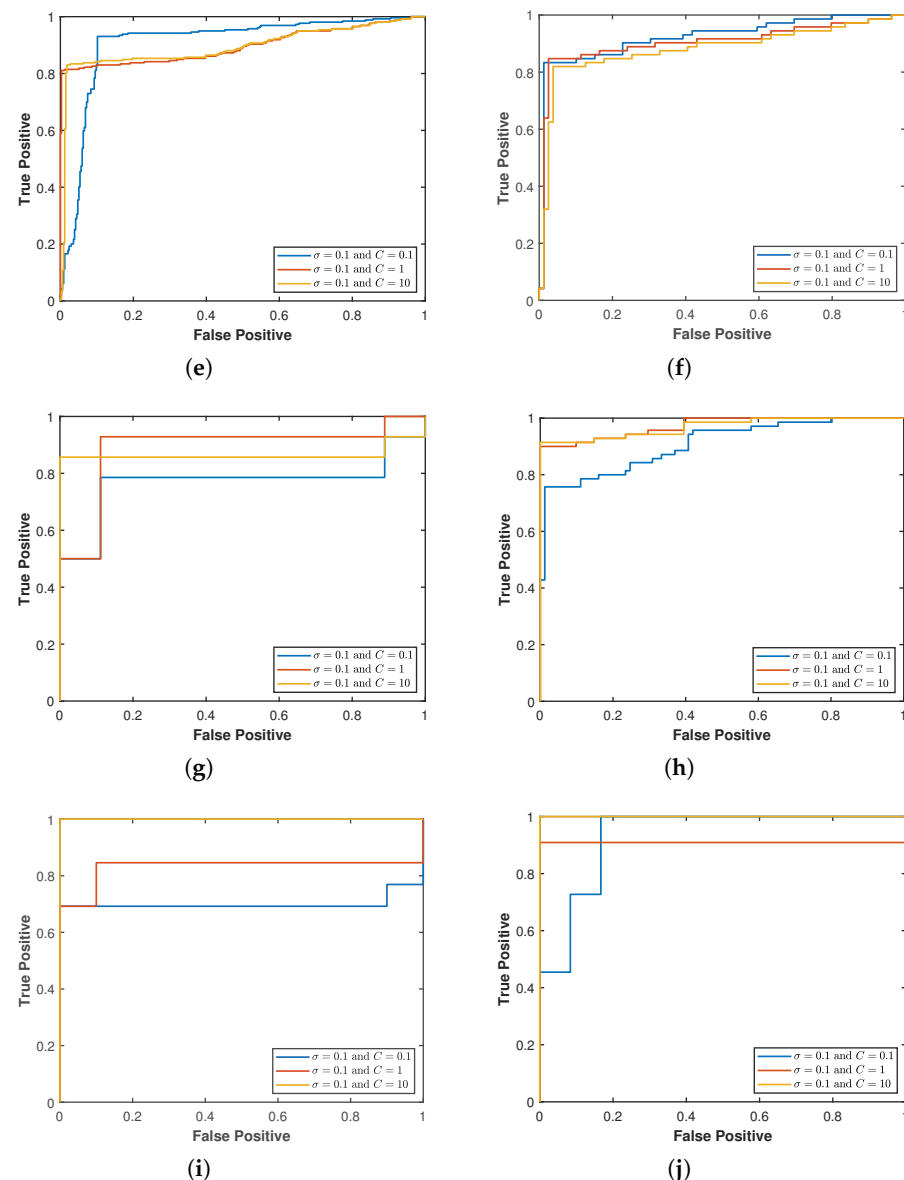 1
0.8
0.6
0.4
0.2
0
0 0.2 0.4 0.6 0.8 1
True Positive
False Positive
σ = 0.1 and C = 0.1
σ = 0.1 and C = 1
σ = 0.1 and C = 10
(e)
1
0.8
0.6
0.4
0.2
0
0 0.2 0.4 0.6 0.8 1
True Positive
False Positive
σ = 0.1 and C = 0.1
σ = 0.1 and C = 1
σ = 0.1 and C = 10
(f)
1
0.8
0.6
0.4
0.2
0
0 0.2 0.4 0.6 0.8 1
True Positive
False Positive
σ = 0.1 and C = 0.1
σ = 0.1 and C = 1
σ = 0.1 and C = 10
(g)
1
0.8
0.6
0.4
0.2
0
0 0.2 0.4 0.6 0.8 1
True Positive
False Positive
σ = 0.1 and C = 0.1
σ = 0.1 and C = 1
σ = 0.1 and C = 10
(h)
1
0.8
0.6
0.4
0.2
0
0 0.2 0.4 0.6 0.8 1
True Positive
False Positive
σ = 0.1 and C = 0.1
σ = 0.1 and C = 1
σ = 0.1 and C = 10
(i)
1
0.8
0.6
0.4
0.2
0
0 0.2 0.4 0.6 0.8 1
True Positive
False Positive
σ = 0.1 and C = 0.1
σ = 0.1 and C = 1
σ = 0.1 and C = 10
(j)